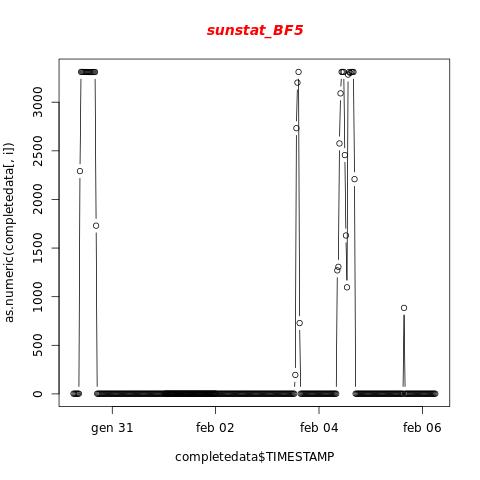 sunstat_BF5
as.numeric(completedata[, i])
3000
2500
2000
1500
1000
500
0
gen 31 feb 02 feb 04 feb 06
completedata$TIMESTAMP